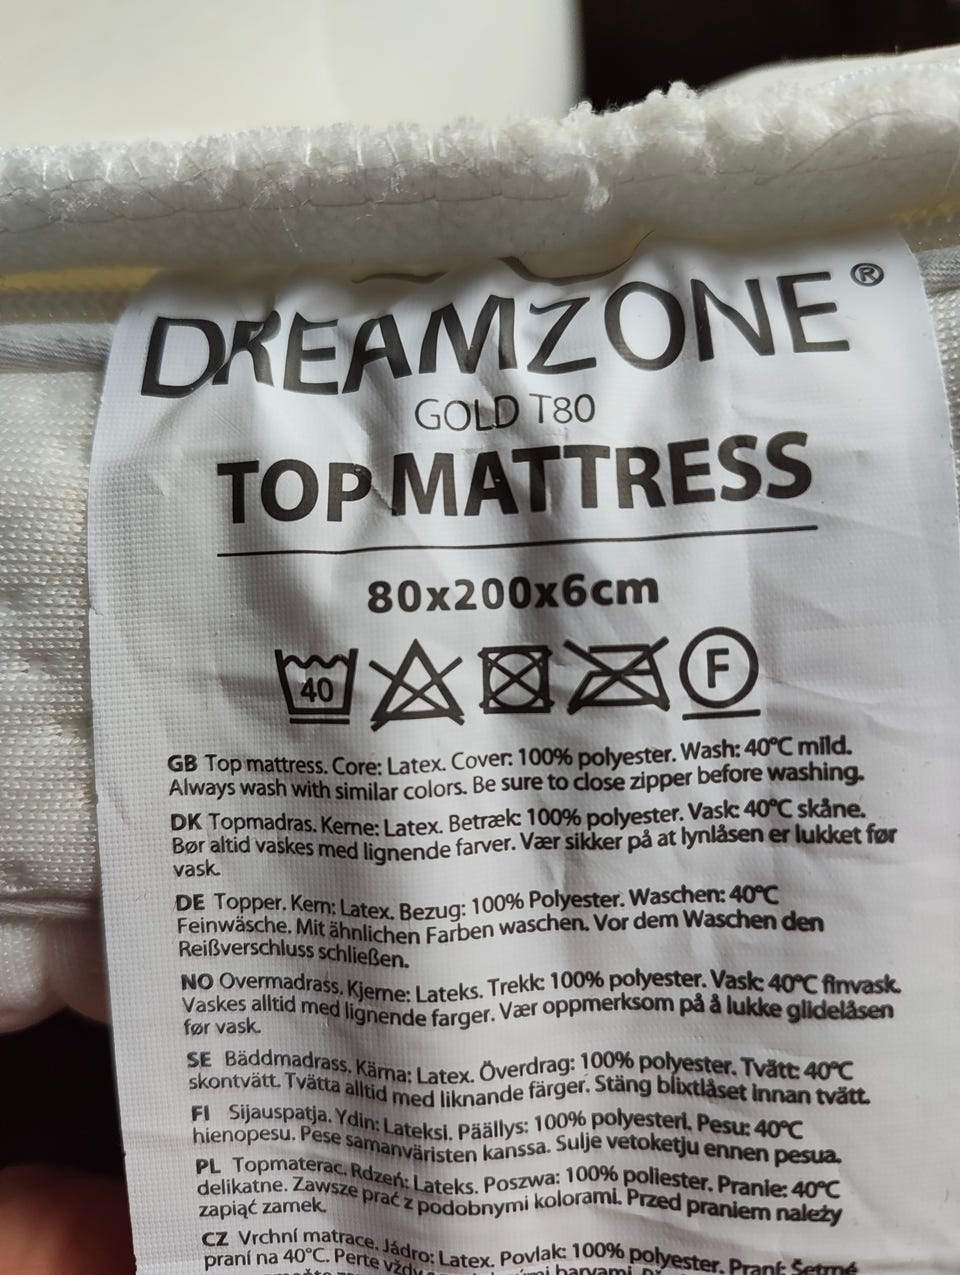 DREAMZONE®
GOLD T80
TOP MATTRESS
80x200x6cm
40 F
GB Top mattress. Core: Latex. Cover: 100% polyester. Wash: 40°C mild.
Always wash with similar colors. Be sure to close zipper before washing.
DK Topmadras. Kerne: Latex. Betræk: 100% polyester. Vask: 40°C skåne.
Bør altid vaskes med lignende farver. Vær sikker på at lynlåsen er lukket før
vask.
DE Topper. Kern: Latex. Bezug: 100% Polyester. Waschen: 40°C
Feinwäsche. Mit ähnlichen Farben waschen. Vor dem Waschen den
Reißverschluss schließen.
NO Overmadrass. Kjerne: Lateks. Trekk: 100% polyester. Vask: 40°C finvask.
Vaskes alltid med lignende farger. Vær oppmerksom på å lukke glidelåsen
før vask.
SE Bäddmadrass. Kärna: Latex. Överdrag: 100% polyester. Tvätt: 40°C
skontvätt. Tvätta alltid med liknande färger. Stäng blixtlåset innan tvätt.
FI Sijauspatja. Ydin: Lateksi. Päällys: 100% polyesteri. Pesu: 40°C
hienopesu. Pese samanväristen kanssa. Sulje vetoketju ennen pesua.
PL Topmaterac. Rdzeń: Lateks. Poszwa: 100% poliester. Pranie: 40°C
delikatne. Zawsze prać z podobnymi kolorami. Przed praniem należy
zapiąć zamek.
CZ Vrchní matrace. Jádro: Latex. Povlak: 100% polyester. Praní: Šetrné
praní na 40°C. Perte vždy barvami.